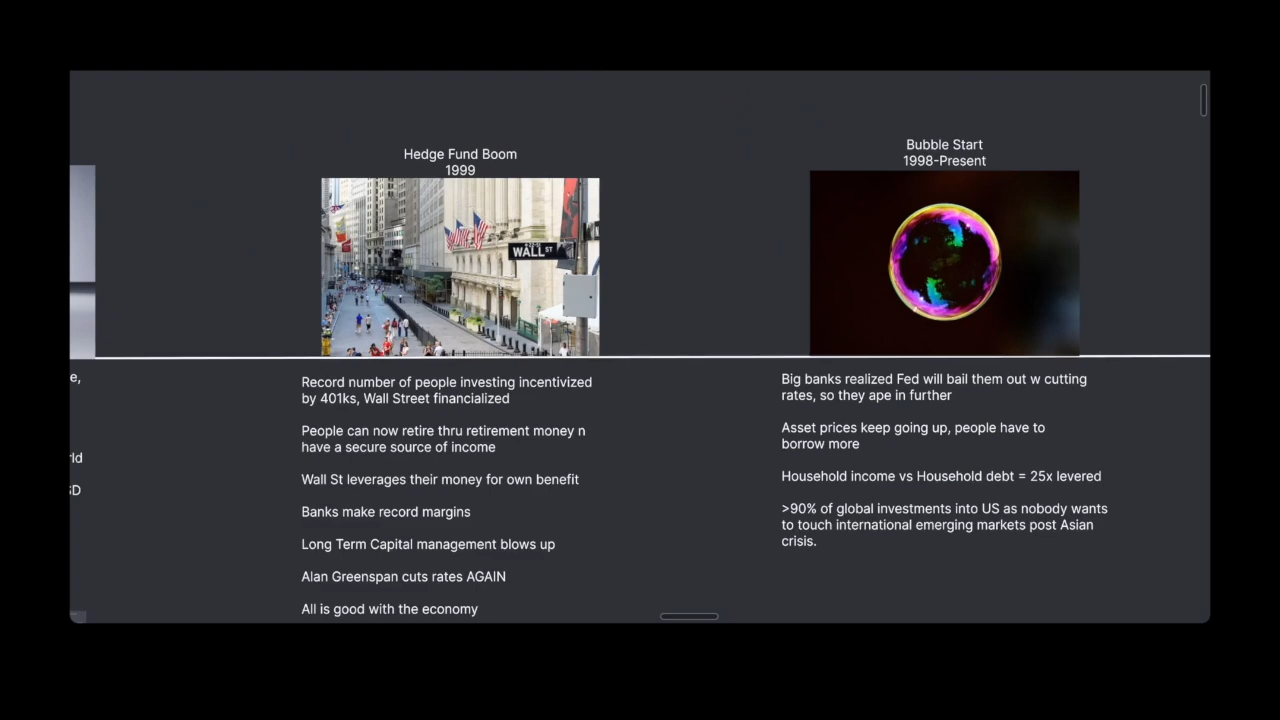 Hedge Fund Boom
1999
WALL ST
Record number of people investing incentivized
by 401ks, Wall Street financialized
People can now retire thru retirement money n
have a secure source of income
Wall St leverages their money for own benefit
Banks make record margins
Long Term Capital management blows up
Alan Greenspan cuts rates AGAIN
All is good with the economy
Bubble Start
1998-Present
Big banks realized Fed will bail them out w cutting
rates, so they ape in further
Asset prices keep going up, people have to
borrow more
Household income vs Household debt = 25x levered
>90% of global investments into US as nobody wants
to touch international emerging markets post Asian
crisis.